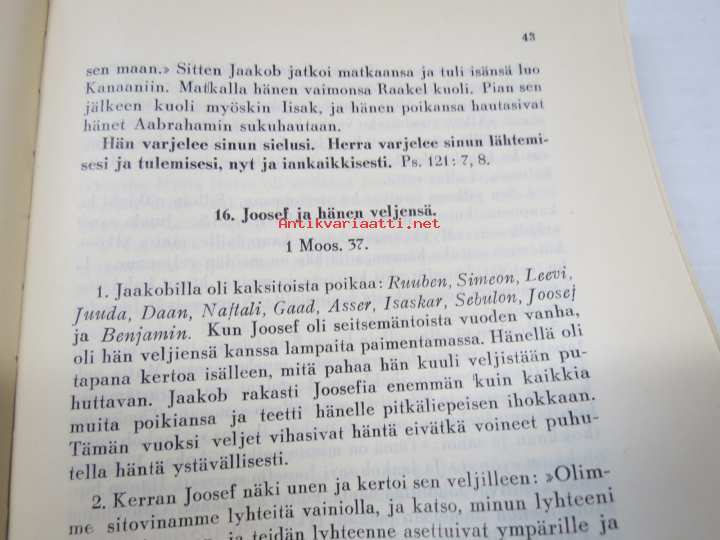 43
sen maan.» Sitten Jaakob jatkoi matkaansa ja tuli isänsä luo
Kanaaniin. Matkalla hänen vaimonsa Raakel kuoli. Pian sen
jälkeen kuoli myöskin Iisak, ja hänen poikansa hautasivat
hänet Aabrahamin sukuhautaan.
Hän varjelee sinun sielusi. Herra varjelee sinun lähtemi-
sesi ja tulemisesi, nyt ja iankaikkisesti. Ps. 121: 7, 8.
16. Joosef ja hänen veljensä.
Antikvariaatti.net
1 Moos. 37.
1. Jaakobilla oli kaksitoista poikaa: Ruuben, Simeon, Leevi,
Juuda, Daan, Naftali, Gaad, Asser, Isaskar, Sebulon, Joosef
ja Benjamin. Kun Joosef oli seitsemäntoista vuoden vanha,
oli hän veljiensä kanssa lampaita paimentamassa. Hänellä oli
tapana kertoa isälleen, mitä pahaa hän kuuli veljistään pu-
huttavan. Jaakob rakasti Joosefia enemmän kuin kaikkia
muita poikiansa ja teetti hänelle pitkäliepeisen ihokkaan.
Tämän vuoksi veljet vihasivat häntä eivätkä voineet puhu-
tella häntä ystävällisesti.
2. Kerran Joosef näki unen ja kertoi sen veljilleen: »Olim-
me sitovinamme lyhteitä vainiolla, ja katso, minun lyhteeni
ja teidän lyhteenne asettuivat ympärille ja